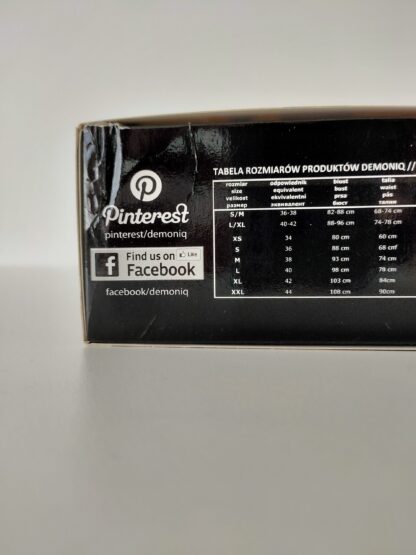 Pinterest
pinterest/demoniq
f Find us on Like
Facebook
facebook/demoniq
TABELA ROZMIARÓW PRODUKTÓW DEMONIQ //
rozmiar odpowiednik biust talia
size equivalent bust waist
velikost ekvivalentní prsa pás
размер эквивалент бюст талии
S/M 36-38 82-88 cm 68-74 cm
L/XL 40-42 88-96 cm 74-78 cm
XS 34 80 cm 60 cm
S 36 88 cm 68 cm
M 38 93 cm 74 cm
L 40 98 cm 78 cm
XL 42 103 cm 84cm
XXL 44 108 cm 90cm